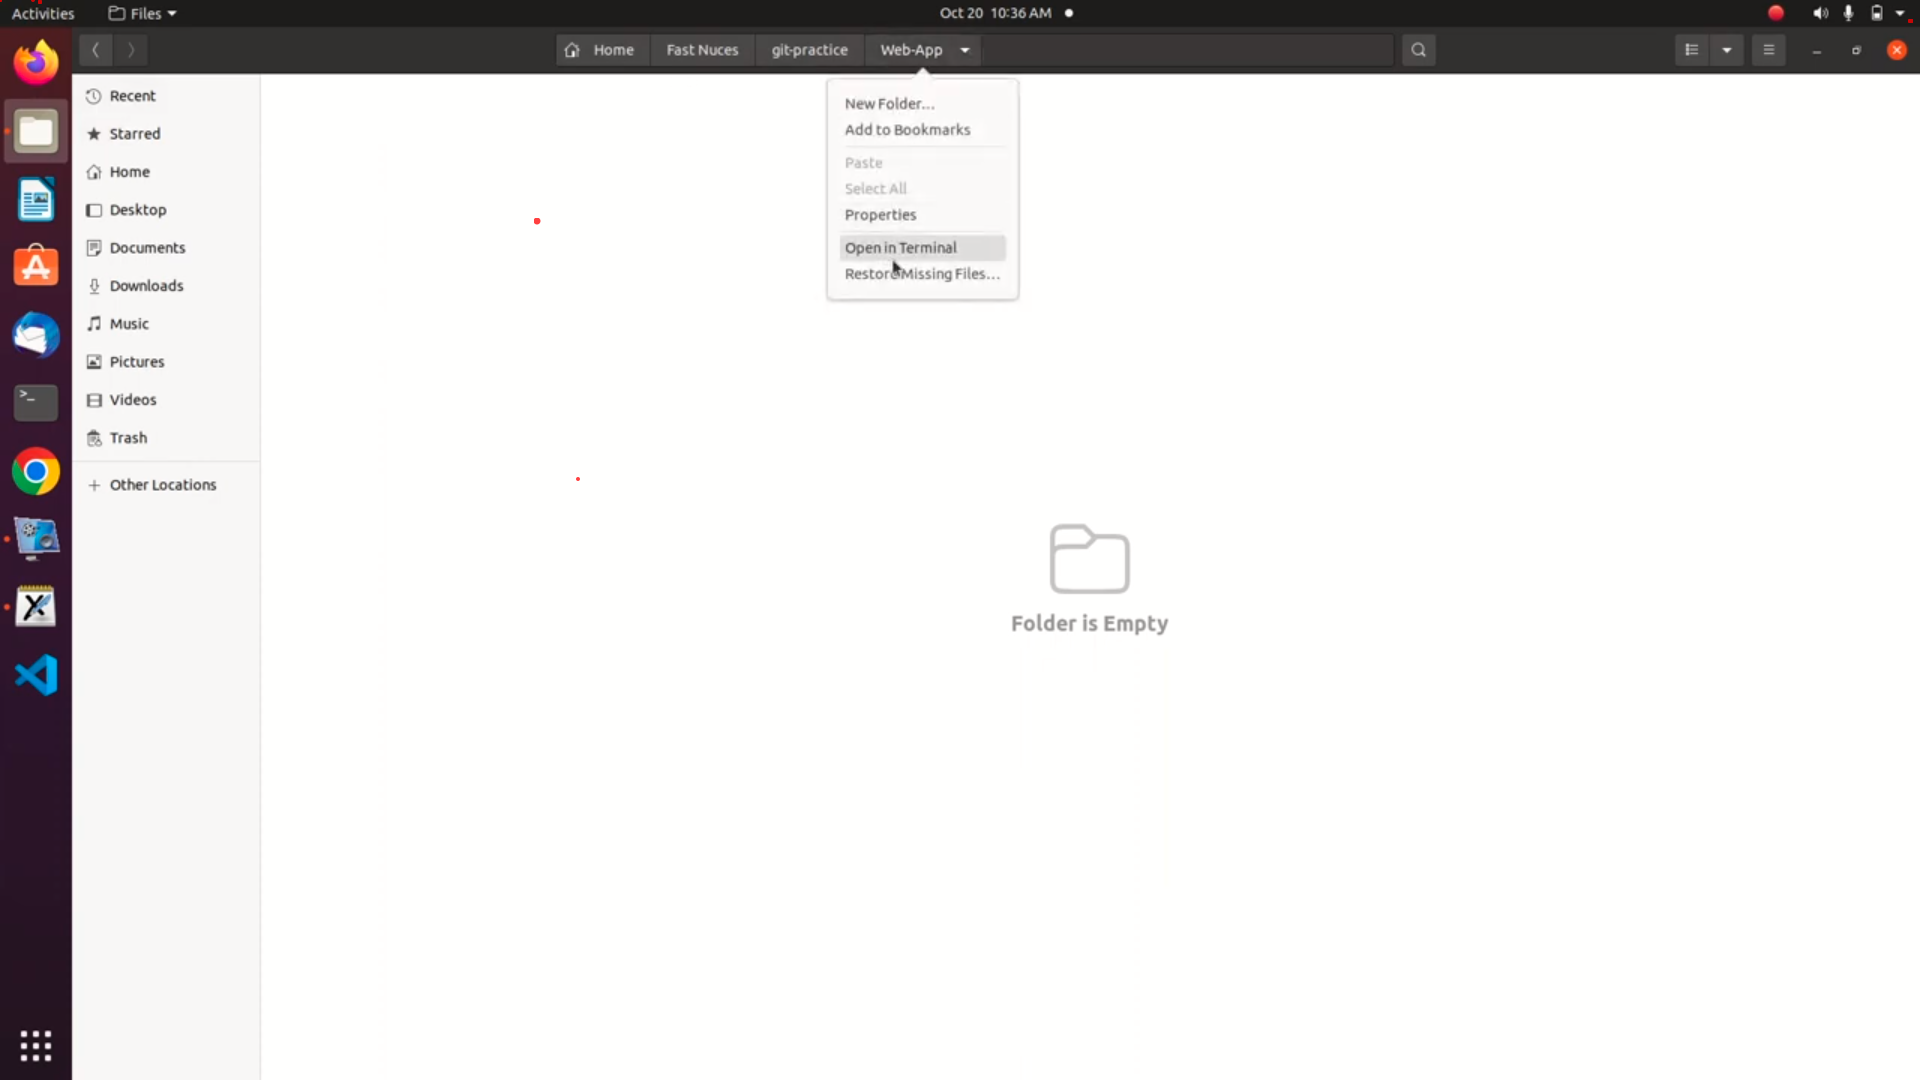 Activities
Files
Oct 20 10:36 AM
Home
Fast Nuces
git-practice
Web-App
Recent
Starred
Home
Desktop
Documents
Downloads
Music
Pictures
Videos
Trash
+ Other Locations
New Folder...
Add to Bookmarks
Paste
Select All
Properties
Open in Terminal
Restore Missing Files...
Folder is Empty